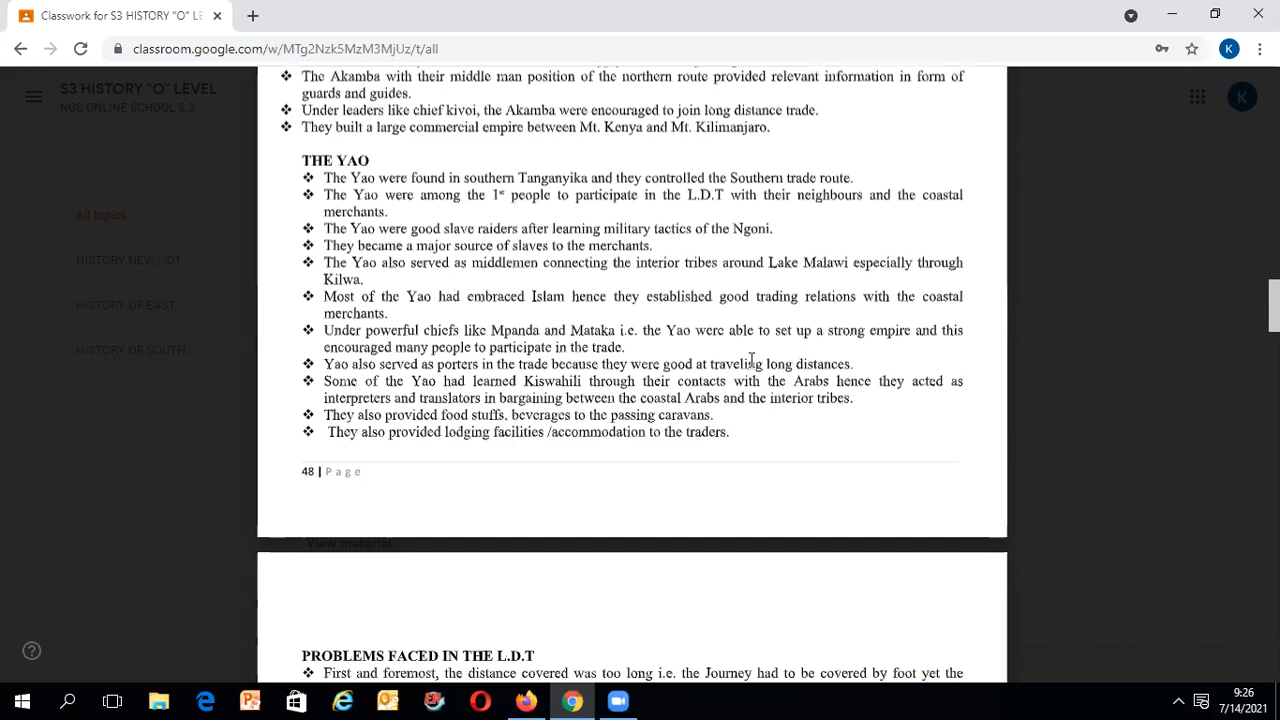 Classwork for S3 HISTORY "O" LE
classroom.google.com/w/MTg2Nzk5MzM3MjUz/t/all
S3 HISTORY "O" LEVEL
NGS ONLINE SCHOOL S.3
K
K
All topics
HISTORY OF EAST
HISTORY OF SOUTH...
❖ The Akamba with their middle man position of the northern route provided relevant information in form of
guards and guides.
❖ Under leaders like chief kivoi, the Akamba were encouraged to join long distance trade.
❖ They built a large commercial empire between Mt. Kenya and Mt. Kilimanjaro.
THE YAO
❖ The Yao were found in southern Tanganyika and they controlled the Southern trade route.
❖ The Yao were among the 1st people to participate in the L.D.T with their neighbours and the coastal
merchants.
❖ The Yao were good slave raiders after learning military tactics of the Ngoni.
❖ They became a major source of slaves to the merchants.
❖ The Yao also served as middlemen connecting the interior tribes around Lake Malawi especially through
Kilwa.
❖ Most of the Yao had embraced Islam hence they established good trading relations with the coastal
merchants.
❖ Under powerful chiefs like Mpanda and Mataka i.e. the Yao were able to set up a strong empire and this
encouraged many people to participate in the trade.
❖ Yao also served as porters in the trade because they were good at traveling long distances.
❖ Some of the Yao had learned Kiswahili through their contacts with the Arabs hence they acted as
interpreters and translators in bargaining between the coastal Arabs and the interior tribes.
❖ They also provided food stuffs, beverages to the passing caravans.
❖ They also provided lodging facilities /accommodation to the traders.
48 | Page
View material
PROBLEMS FACED IN THE L.D.T
❖ First and foremost, the distance covered was too long i.e. the Journey had to be covered by foot yet the
9:26
7/14/2021